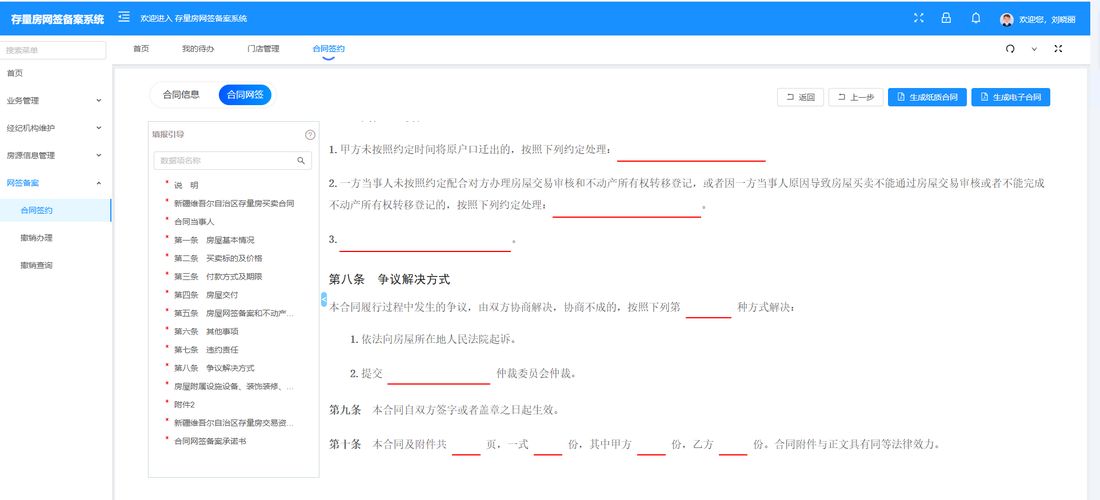 存量房网签备案系统
欢迎进入 存量房网签备案系统
欢迎您，刘晓丽
搜索菜单
首页
业务管理
经纪机构维护
房源信息管理
网签备案
合同签约
撤销办理
撤销查询
首页 我的待办 门店管理 合同签约
合同信息 合同网签
返回 上一步 生成纸质合同 生成电子合同
填报引导
数据项名称
* 说 明
* 新疆维吾尔自治区存量房买卖合同
* 合同当事人
* 第一条 房屋基本情况
* 第二条 买卖标的及价格
* 第三条 付款方式及期限
* 第四条 房屋交付
* 第五条 房屋网签备案和不动产...
* 第六条 其他事项
* 第七条 违约责任
* 第八条 争议解决方式
* 房屋附属设施设备、装饰装修、...
* 附件2
* 新疆维吾尔自治区存量房交易资...
* 合同网签备案承诺书
1. 甲方未按照约定时间将原户口迁出的，按照下列约定处理：
2. 一方当事人未按照约定配合对方办理房屋交易审核和不动产所有权转移登记，或者因一方当事人原因导致房屋买卖不能通过房屋交易审核或者不能完成
不动产所有权转移登记的，按照下列约定处理： 。
3. 。
第八条 争议解决方式
本合同履行过程中发生的争议，由双方协商解决，协商不成的，按照下列第 种方式解决：
1. 依法向房屋所在地人民法院起诉。
2. 提交 仲裁委员会仲裁。
第九条 本合同自双方签字或者盖章之日起生效。
第十条 本合同及附件共 页，一式 份，其中甲方 份，乙方 份。合同附件与正文具有同等法律效力。